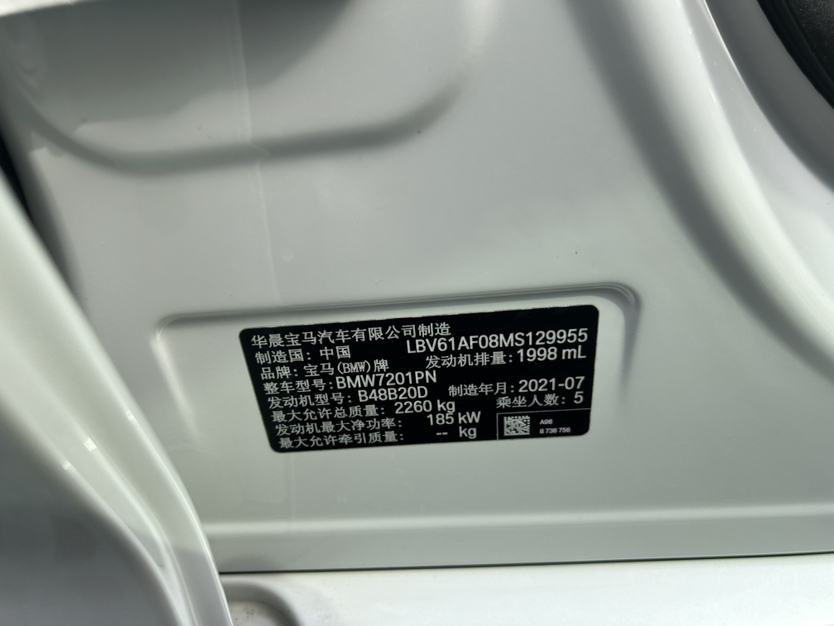 华晨宝马汽车有限公司制造
制造国：中国 LBV61AF08MS129955
品牌：宝马(BMW)牌 发动机排量：1998 mL
整车型号：BMW7201PN
发动机型号：B48B20D 制造年月：2021-07
最大允许总质量： 2260 kg 乘坐人数：5
发动机最大净功率： 185 kW
最大允许牵引质量： -- kg
A96
8 736 756